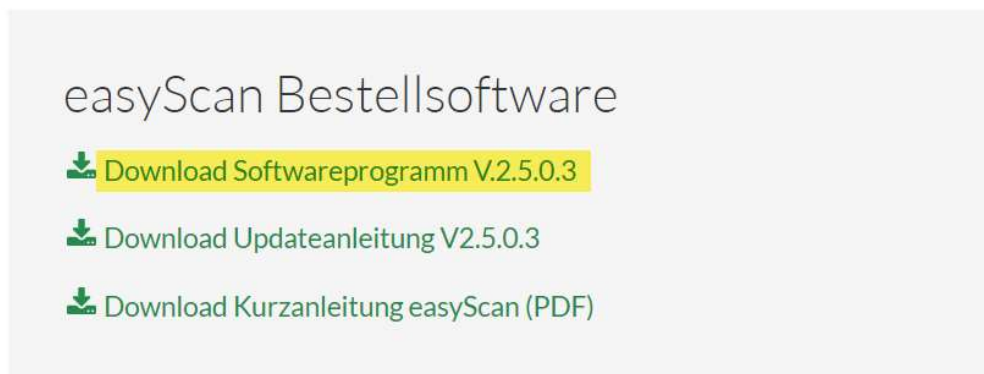 easyScan Bestellsoftware
Download Softwareprogramm V.2.5.0.3
Download Updateanleitung V2.5.0.3
Download Kurzanleitung easyScan (PDF)